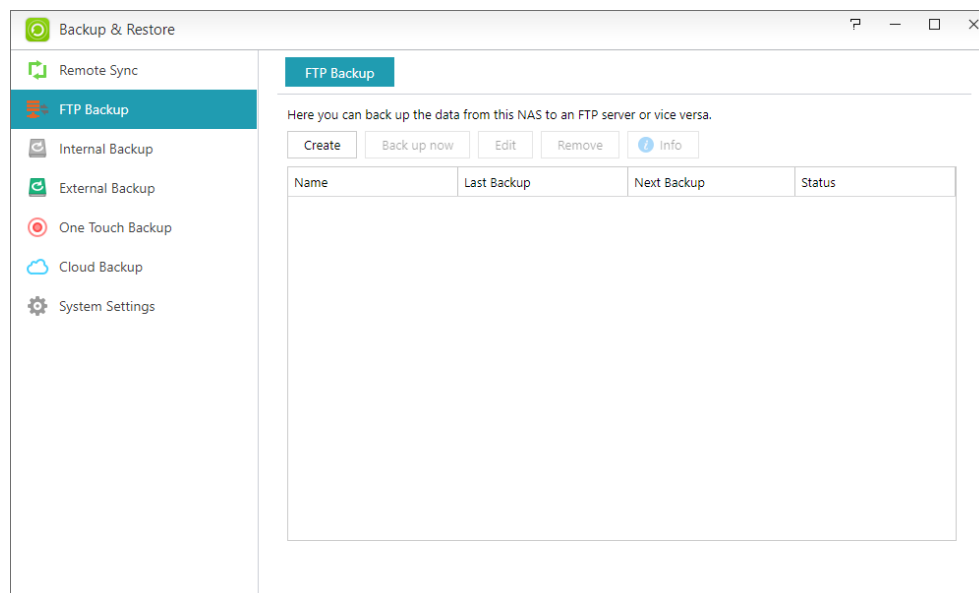 Backup & Restore
Remote Sync
FTP Backup
Internal Backup
External Backup
One Touch Backup
Cloud Backup
System Settings
FTP Backup
Here you can back up the data from this NAS to an FTP server or vice versa.
Create Back up now Edit Remove Info
Name Last Backup Next Backup Status